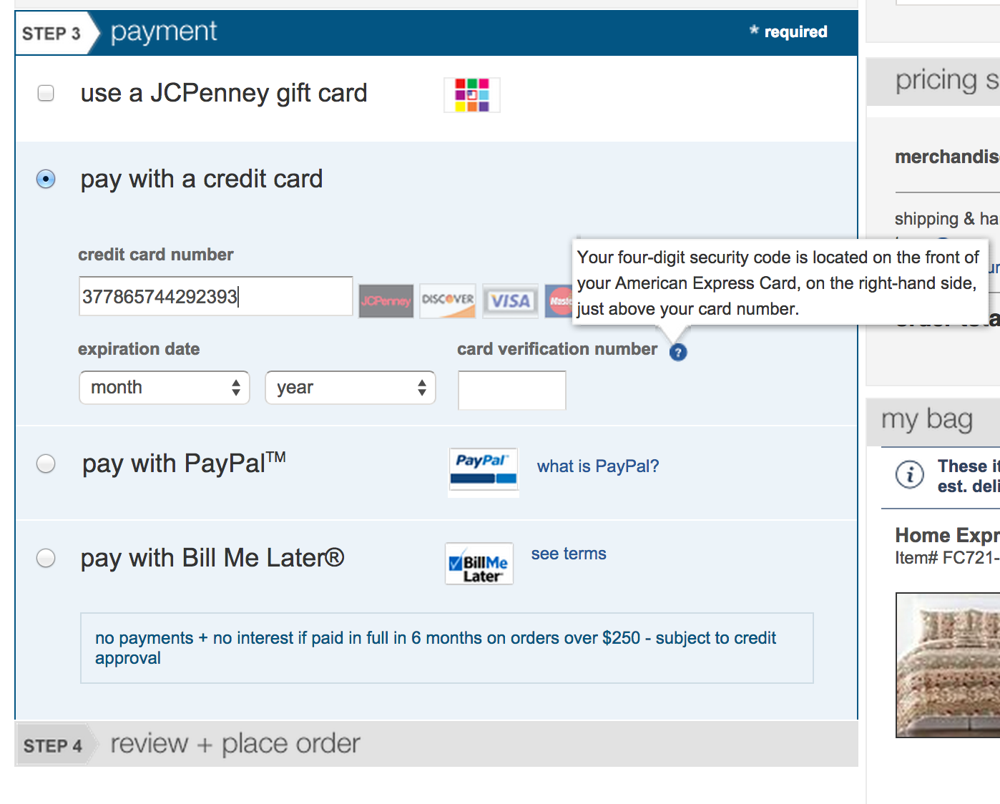 STEP 3 payment * required
use a JCPenney gift card
pay with a credit card
credit card number
377865744292393
JCPenney DISCOVER VISA
Your four-digit security code is located on the front of
your American Express Card, on the right-hand side,
just above your card number.
expiration date
card verification number ?
month
year
pay with PayPal™
PayPal™
what is PayPal?
pay with Bill Me Later®
BillMe
Later
see terms
no payments + no interest if paid in full in 6 months on orders over $250 - subject to credit
approval
STEP 4 review + place order
pricing s
merchandis
shipping & ha
my bag
i
These it
est. deli
Home Expr
Item# FC721-